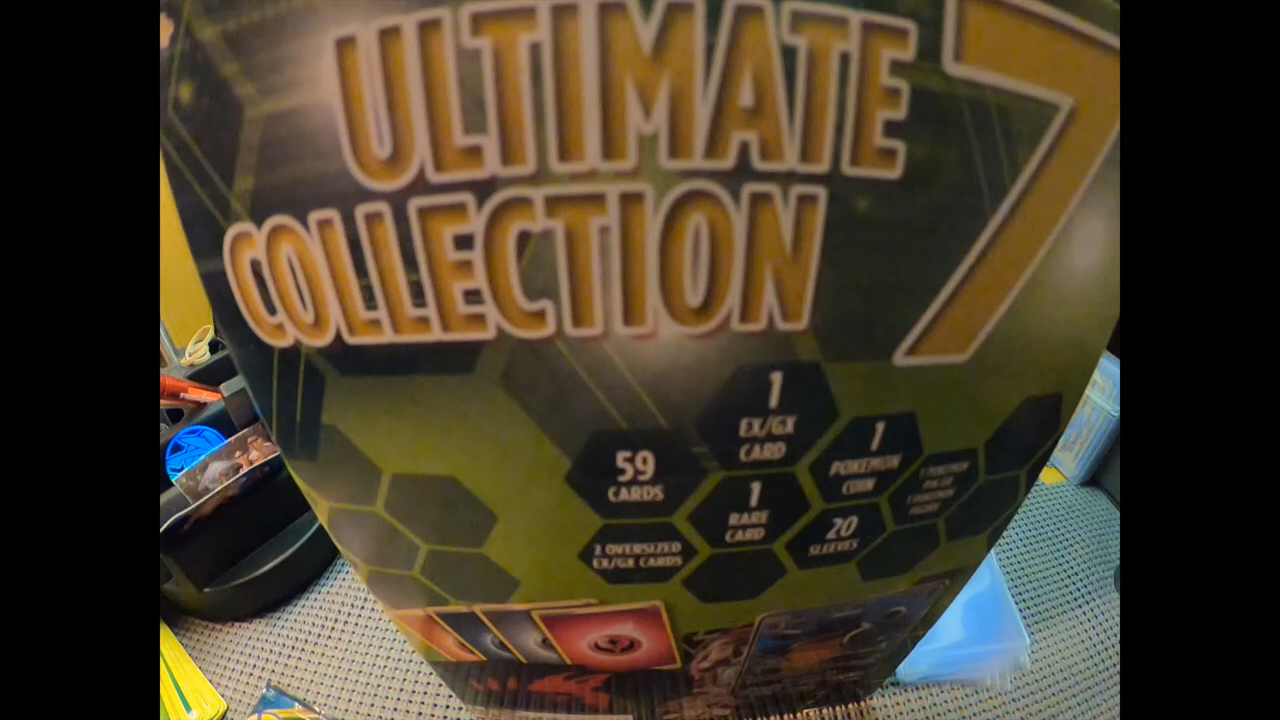 ULTIMATE 7
COLLECTION
1
EX/GX
CARD
59
CARDS
1
POKEMON
COIN
1
RARE
CARD
20
SLEEVES
2 OVERSIZED
EX/GX CARDS